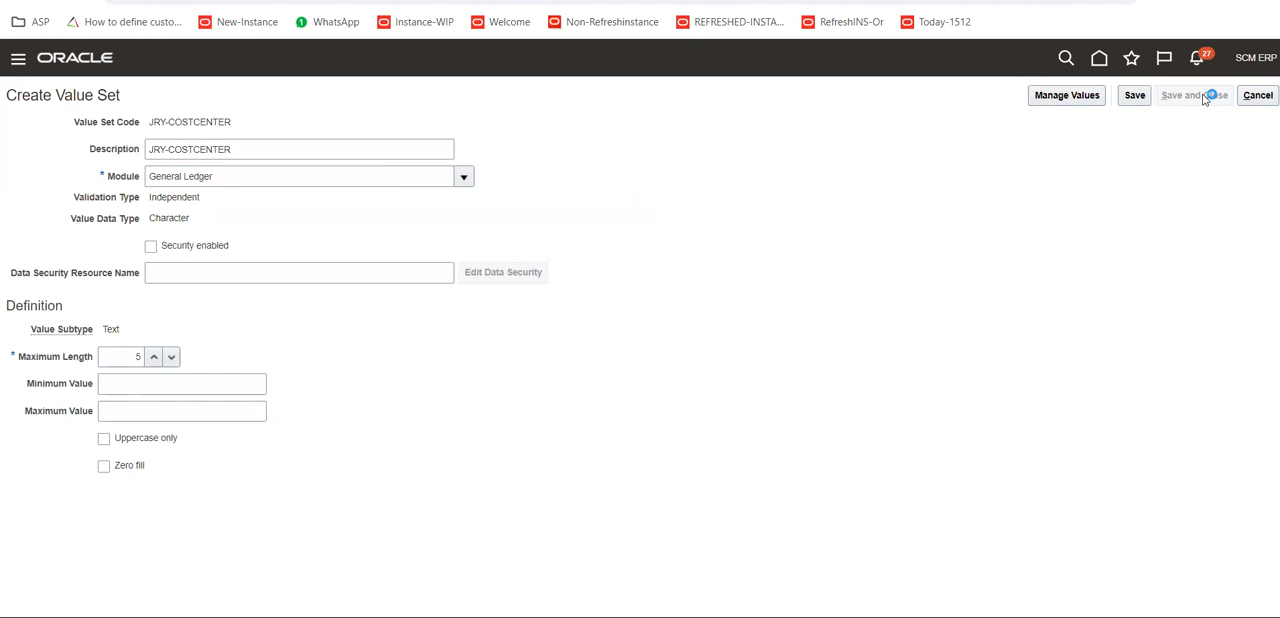 ASP How to define custo... New-Instance 1 WhatsApp Instance-WIP Welcome Non-Refreshinstance REFRESHED-INSTA... RefreshINS-Or Today-1512
ORACLE 27 SCM ERP
Create Value Set Manage Values Save Save and Cancel
Value Set Code JRY-COSTCENTER
Description JRY-COSTCENTER
* Module General Ledger
Validation Type Independent
Value Data Type Character
Security enabled
Data Security Resource Name Edit Data Security
Definition
Value Subtype Text
* Maximum Length 5
Minimum Value
Maximum Value
Uppercase only
Zero fill